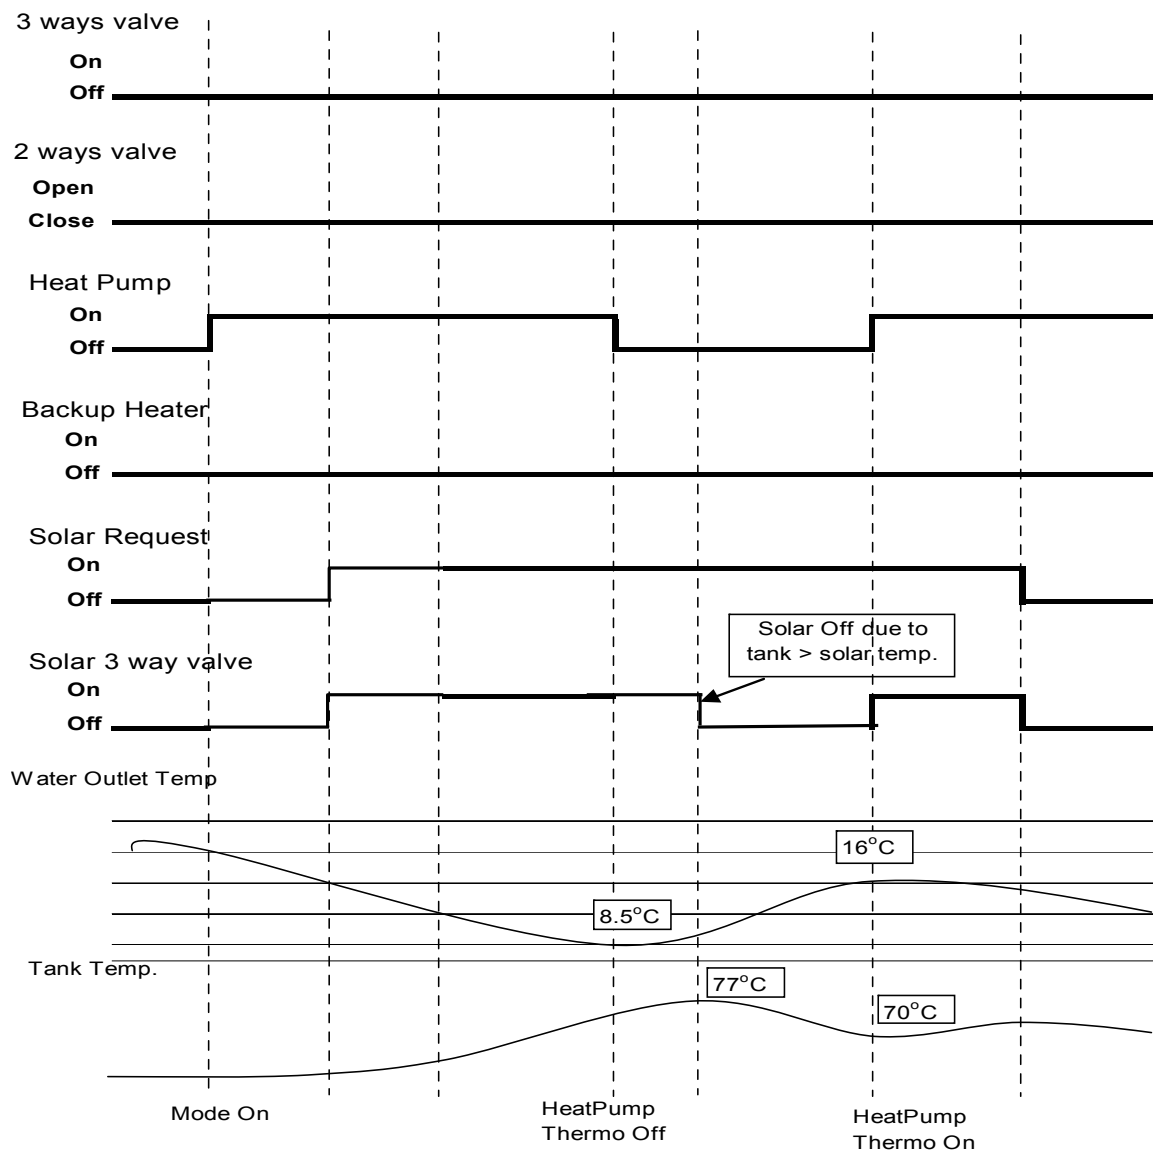 3 ways valve
On
Off
2 ways valve
Open
Close
Heat Pump
On
Off
Backup Heater
On
Off
Solar Request
On
Off
Solar Off due to
tank > solar temp.
Solar 3 way valve
On
Off
Water Outlet Temp
16°C
8.5°C
Tank Temp.
77°C
70°C
Mode On
HeatPump
Thermo Off
HeatPump
Thermo On